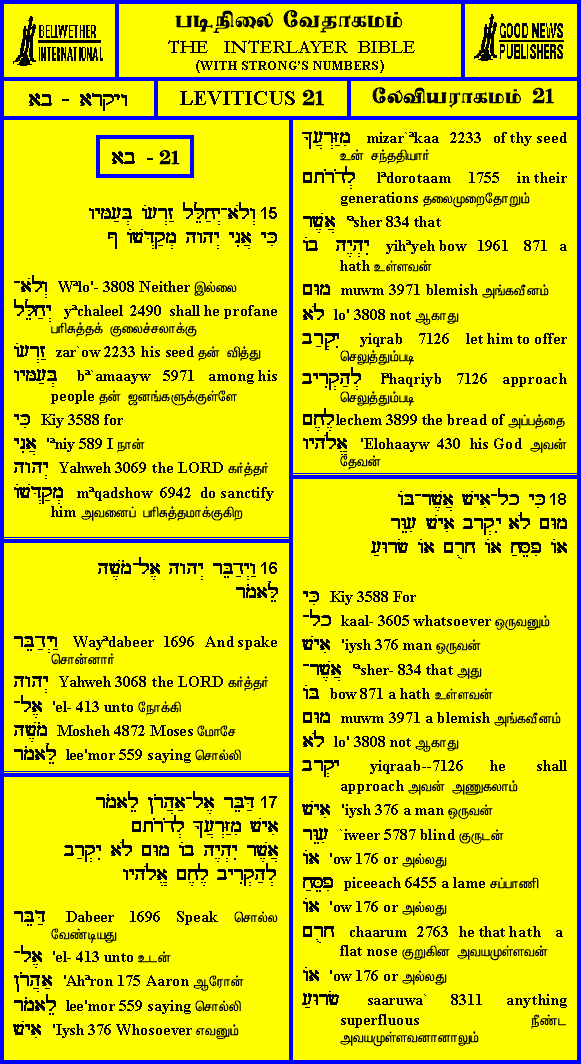 BELLWETHER
INTERNATIONAL
படிநிலை வேதாகமம்
THE INTERLAYER BIBLE
(WITH STRONG'S NUMBERS)
GOOD NEWS
PUBLISHERS
ויקרא - בא
LEVITICUS 21
லேவியராகமம் 21
21 - בא
15 וְלֹא־יְחַלֵּל זַרְעוֹ בְּעַמָּיו
כִּי אֲנִי יְהוָה מְקַדְּשׁוֹ ף
וְלֹא־ Wᵃlo'- 3808 Neither இல்லை
יְחַלֵּל yᵃchaleel 2490 shall he profane
பரிசுத்தக் குலைச்சலாக்கு
זַרְעוֹ zar`ow 2233 his seed தன் வித்து
בְּעַמָּיו bᵃ`amaayw 5971 among his
people தன் ஜனங்களுக்குள்ளே
כִּי Kiy 3588 for
אֲנִי 'ᵃniy 589 I நான்
יְהוָה Yahweh 3069 the LORD கர்த்தர்
מְקַדְּשׁוֹ mᵃqadshow 6942 do sanctify
him அவனைப் பரிசுத்தமாக்குகிற
16 וַיְדַבֵּר יְהוָה אֶל־מֹשֶׁה
לֵּאמֹר
וַיְדַבֵּר Wayᵃdabeer 1696 And spake
சொன்னார்
יְהוָה Yahweh 3068 the LORD கர்த்தர்
אֶל־ 'el- 413 unto நோக்கி
מֹשֶׁה Mosheh 4872 Moses மோசே
לֵּאמֹר lee'mor 559 saying சொல்லி
17 דַּבֵּר אֶל־אַהֲרֹן לֵאמֹר
אִישׁ מִזַּרְעֲךָ לְדֹרֹתָם
אֲשֶׁר יִהְיֶה בוֹ מוּם לֹא יִקְרַב
לְהַקְרִיב לֶחֶם אֱלֹהָיו
דַּבֵּר Dabeer 1696 Speak சொல்ல
வேண்டியது
אֶל־ 'el- 413 unto உடன்
אַהֲרֹן 'Ahᵃron 175 Aaron ஆரோன்
לֵאמֹר lee'mor 559 saying சொல்லி
אִישׁ 'Iysh 376 Whosoever எவனும்
מִזַּרְעֲךָ mizar`ᵃkaa 2233 of thy seed
உன் சந்ததியார்
לְדֹרֹתָם lᵃdorotaam 1755 in their
generations தலைமுறைதோறும்
אֲשֶׁר 'ᵃsher 834 that
יִהְיֶה בוֹ yihᵃyeh bow 1961 871 a
hath உள்ளவன்
מוּם muwm 3971 blemish அங்கவீனம்
לֹא lo' 3808 not ஆகாது
יִקְרַב yiqrab 7126 let him to offer
செலுத்தும்படி
לְהַקְרִיב lᵃhaqriyb 7126 approach
செலுத்தும்படி
לֶחֶם lechem 3899 the bread of அப்பத்தை
אֱלֹהָיו 'Elohaayw 430 his God அவன்
தேவன்
18 כִּי כָל־אִישׁ אֲשֶׁר־בּוֹ
מוּם לֹא יִקְרָב אִישׁ עִוֵּר
אוֹ פִסֵּחַ אוֹ חָרֻם אוֹ שָׂרוּעַ
כִּי Kiy 3588 For
כָל־ kaal- 3605 whatsoever ஒருவனும்
אִישׁ 'iysh 376 man ஒருவன்
אֲשֶׁר־ 'ᵃsher- 834 that அது
בּוֹ bow 871 a hath உள்ளவன்
מוּם muwm 3971 a blemish அங்கவீனம்
לֹא lo' 3808 not ஆகாது
יִקְרָב yiqraab--7126 he shall
approach அவன் அணுகலாம்
אִישׁ 'iysh 376 a man ஒருவன்
עִוֵּר `iweer 5787 blind குருடன்
אוֹ 'ow 176 or அல்லது
פִסֵּחַ piceeach 6455 a lame சப்பாணி
אוֹ 'ow 176 or அல்லது
חָרֻם chaarum 2763 he that hath a
flat nose குறுகின அவயமுள்ளவன்
אוֹ 'ow 176 or அல்லது
שָׂרוּעַ saaruwa` 8311 anything
superfluous நீண்ட
அவயமுள்ளவனானாலும்